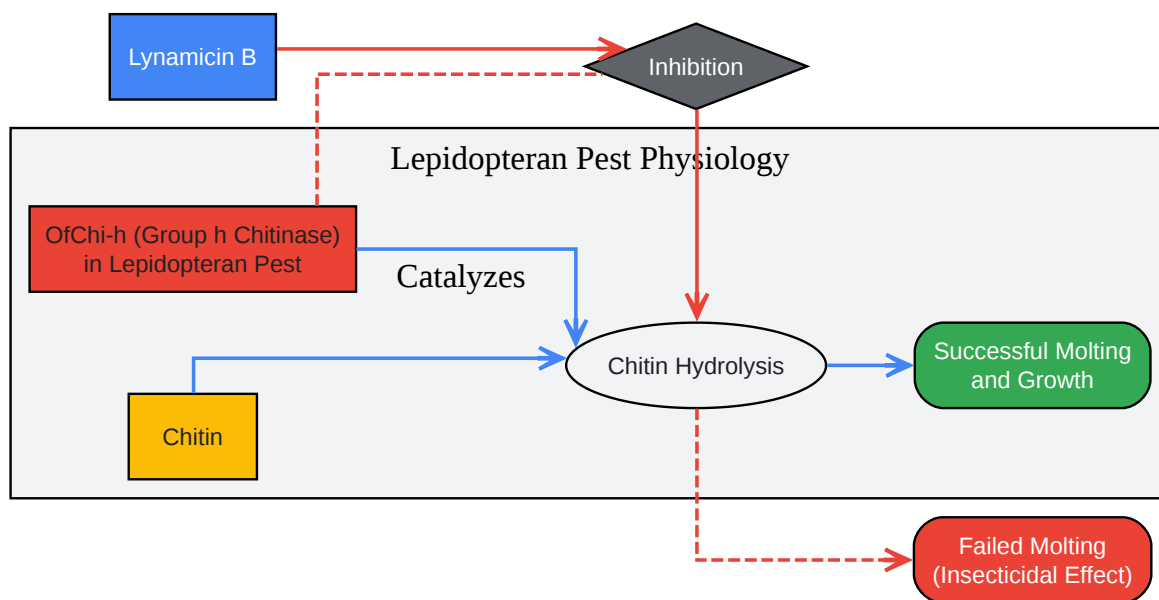 Lynamicin B
Inhibition
Lepidopteran Pest Physiology
OfChi-h (Group h Chitinase)
in Lepidopteran Pest
Catalyzes
Chitin Hydrolysis
Successful Molting
and Growth
Chitin
Failed Molting
(Insecticidal Effect)